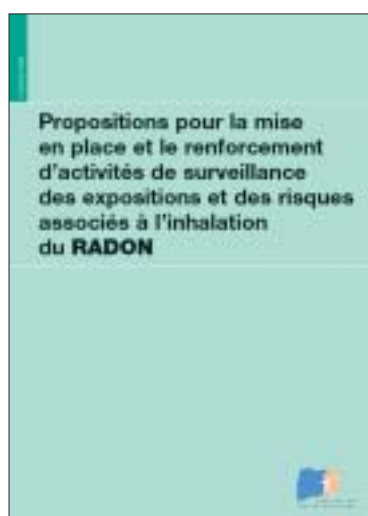 Propositions pour la mise
en place et le renforcement
d'activités de surveillance
des expositions et des risques
associés à l'inhalation
du RADON